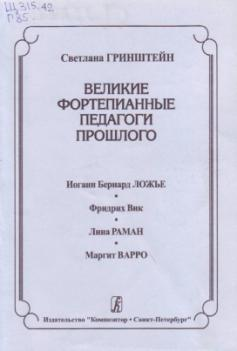 Щ 315.42
Г 85
Светлана ГРИНШТЕЙН
ВЕЛИКИЕ
ФОРТЕПИАННЫЕ
ПЕДАГОГИ
ПРОШЛОГО
Иоганн Бернард ЛОЖЬЕ
•
Фридрих Вик
•
Лина РАМАН
•
Маргит ВАРРО
Издательство "Композитор • Санкт-Петербург"